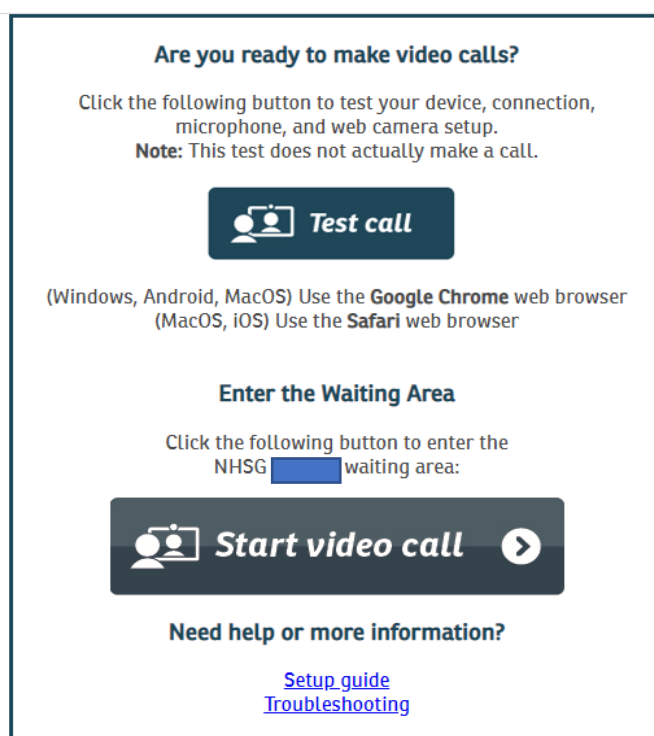 Are you ready to make video calls?
Click the following button to test your device, connection,
microphone, and web camera setup.
Note: This test does not actually make a call.
Test call
(Windows, Android, MacOS) Use the Google Chrome web browser
(MacOS, iOS) Use the Safari web browser
Enter the Waiting Area
Click the following button to enter the
NHSG waiting area:
Start video call
Need help or more information?
Setup guide
Troubleshooting